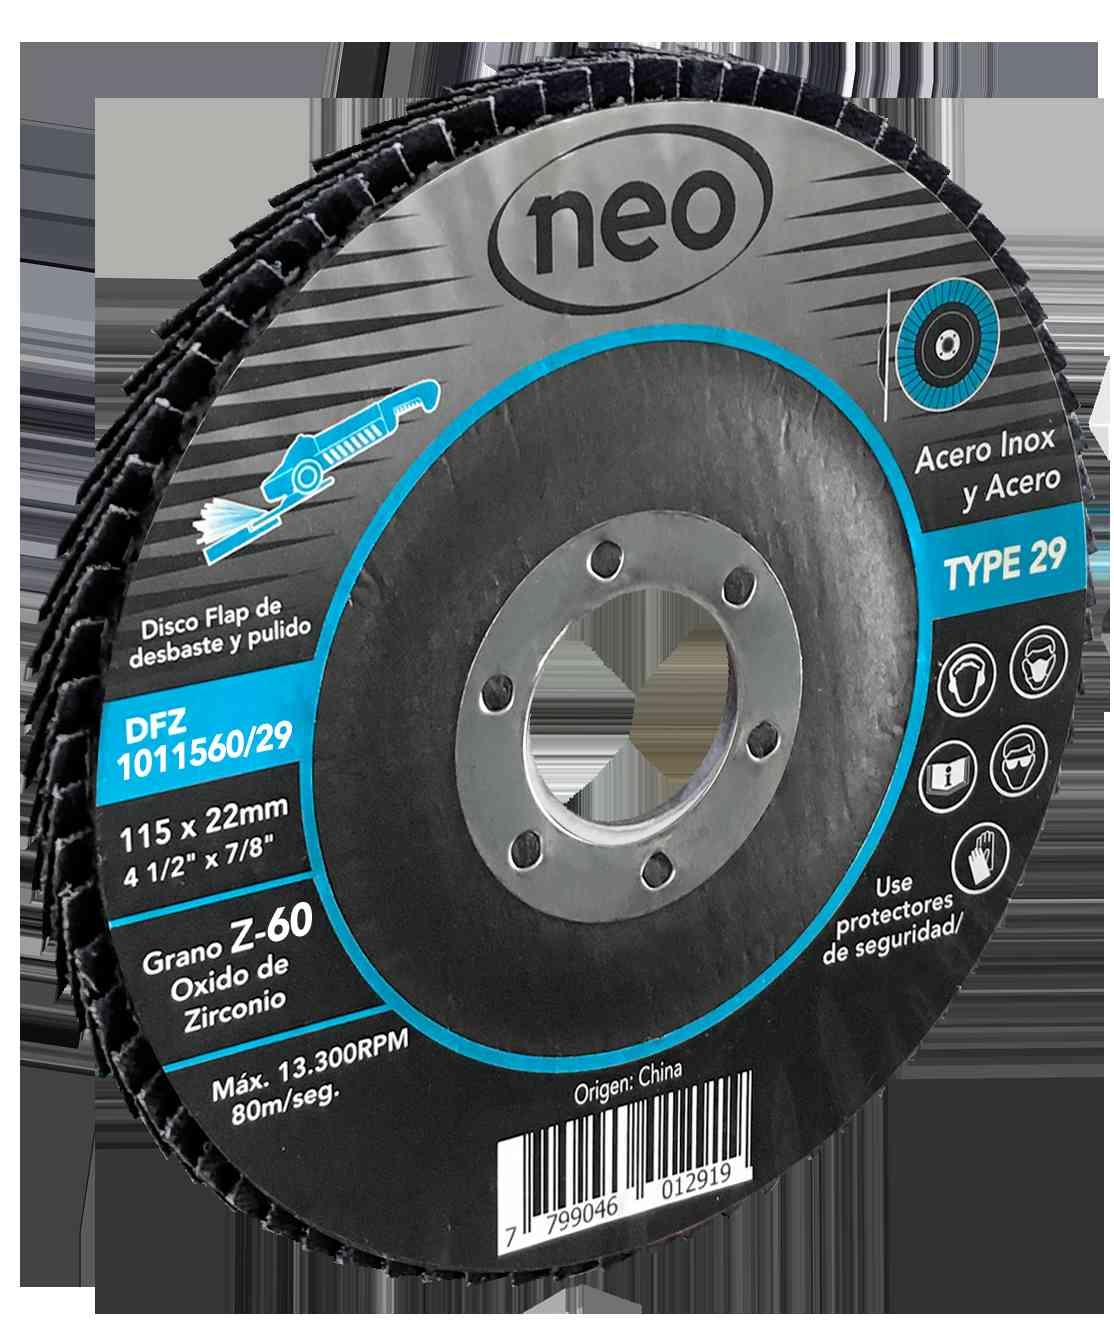 neo
Acero Inox
y Acero
TYPE 29
Disco Flap de
desbaste y pulido
DFZ
1011560/29
115 x 22mm
4 1/2" x 7/8"
Grano Z-60
Oxido de
Zirconio
Máx. 13.300RPM
80m/seg.
Use
protectores
de seguridad/
Origen: China
7 799046 012919